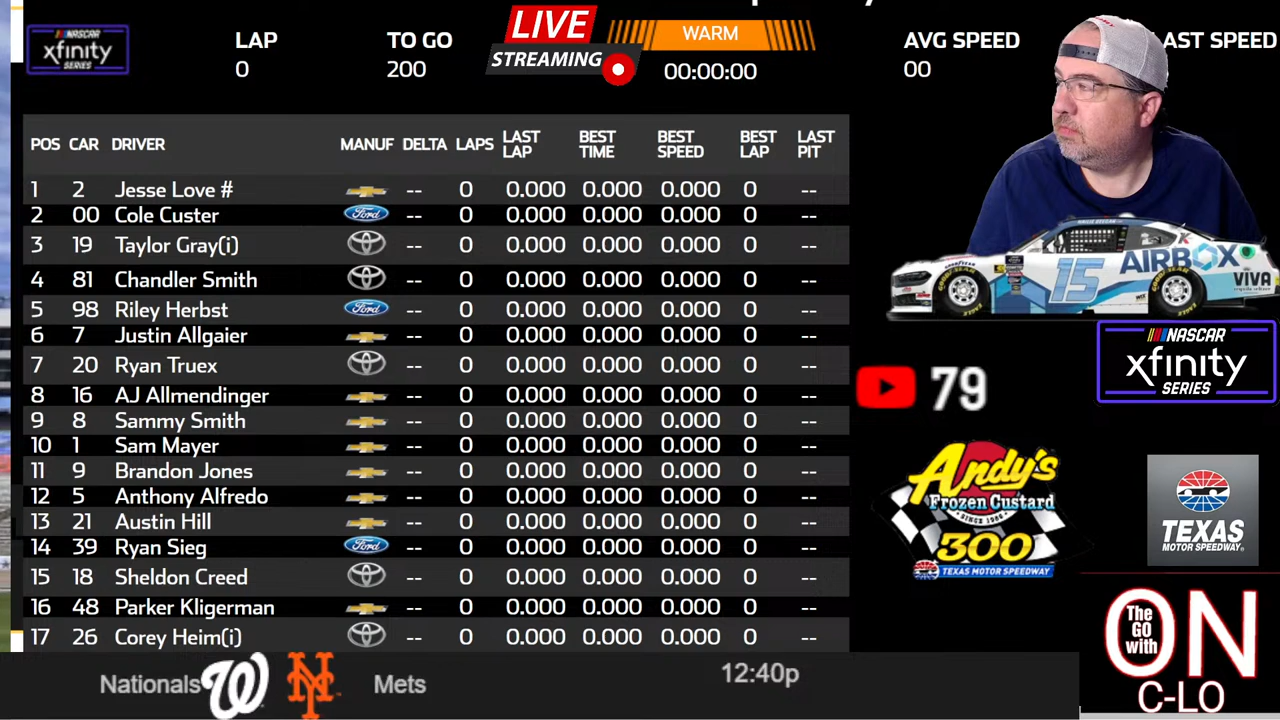 NASCAR
xfinity
SERIES
LAP
0
TO GO
200
LIVE
STREAMING
WARM
00:00:00
AVG SPEED
00
LAST SPEED
POS CAR DRIVER MANUF DELTA LAPS LAST LAP BEST TIME BEST SPEED BEST LAP LAST PIT
1 2 Jesse Love # -- 0 0.000 0.000 0.000 0 --
2 00 Cole Custer Ford -- 0 0.000 0.000 0.000 0 --
3 19 Taylor Gray(i) -- 0 0.000 0.000 0.000 0 --
4 81 Chandler Smith -- 0 0.000 0.000 0.000 0 --
5 98 Riley Herbst Ford -- 0 0.000 0.000 0.000 0 --
6 7 Justin Allgaier -- 0 0.000 0.000 0.000 0 --
7 20 Ryan Truex -- 0 0.000 0.000 0.000 0 --
8 16 AJ Allmendinger -- 0 0.000 0.000 0.000 0 --
9 8 Sammy Smith -- 0 0.000 0.000 0.000 0 --
10 1 Sam Mayer -- 0 0.000 0.000 0.000 0 --
11 9 Brandon Jones -- 0 0.000 0.000 0.000 0 --
12 5 Anthony Alfredo -- 0 0.000 0.000 0.000 0 --
13 21 Austin Hill -- 0 0.000 0.000 0.000 0 --
14 39 Ryan Sieg Ford -- 0 0.000 0.000 0.000 0 --
15 18 Sheldon Creed -- 0 0.000 0.000 0.000 0 --
16 48 Parker Kligerman -- 0 0.000 0.000 0.000 0 --
17 26 Corey Heim(i) -- 0 0.000 0.000 0.000 0 --
15 AIRBOX
VIVA
GOODYEAR
EAGLE
NASCAR
xfinity
SERIES
79
Andy's
Frozen Custard
SINCE 1986
300
TEXAS MOTOR SPEEDWAY
TEXAS
MOTOR SPEEDWAY
The GO with
ON
C-LO
Nationals W NY Mets
12:40p